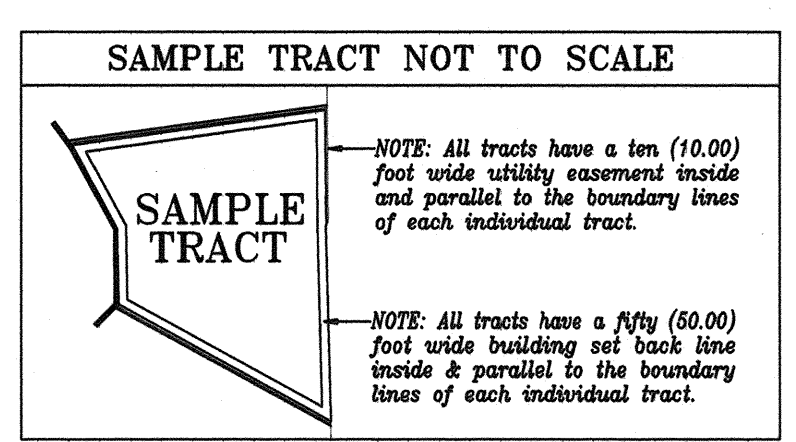 SAMPLE TRACT NOT TO SCALE
SAMPLE
TRACT
NOTE: All tracts have a ten (10.00)
foot wide utility easement inside
and parallel to the boundary lines
of each individual tract.
NOTE: All tracts have a fifty (50.00)
foot wide building set back line
inside & parallel to the boundary
lines of each individual tract.